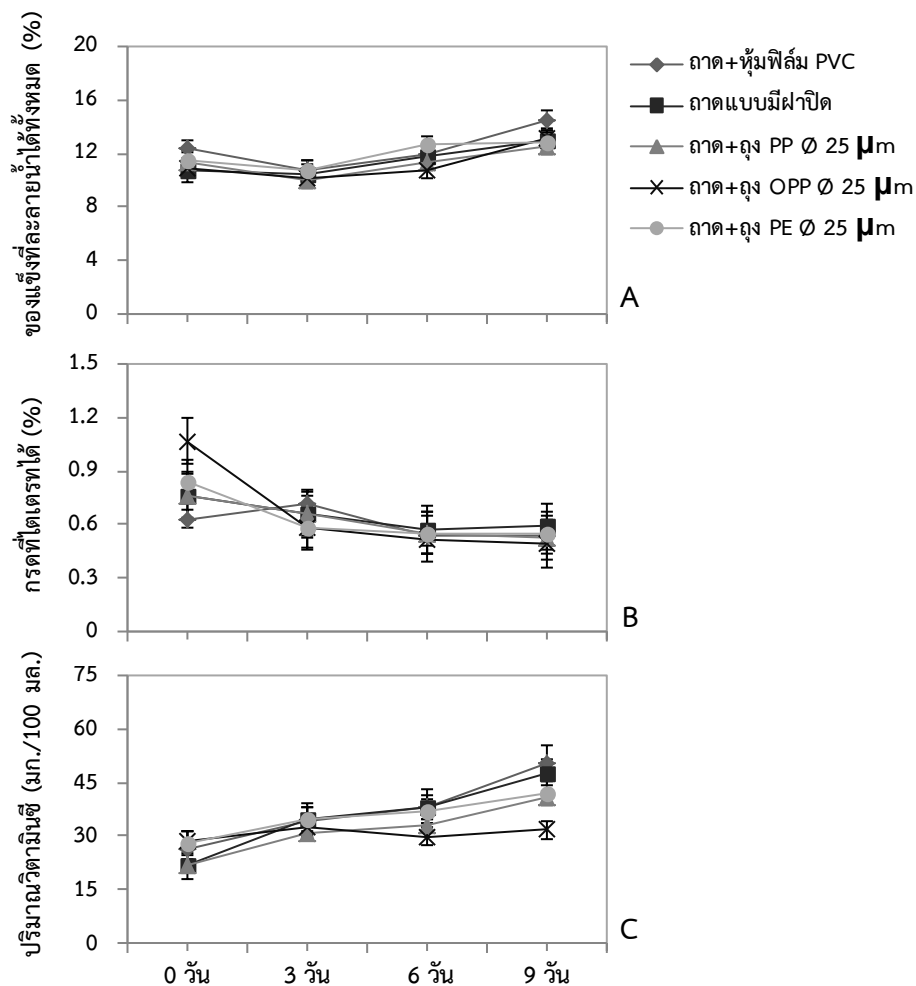 ของแข็งที่ละลายน้ำได้ทั้งหมด (%)
20
16
12
8
4
0
A
ถาด+หุ้มฟิล์ม PVC
ถาดแบบมีฝาปิด
ถาด+ถุง PP Ø 25 µm
ถาด+ถุง OPP Ø 25 µm
ถาด+ถุง PE Ø 25 µm
กรดที่ไตเตรทได้ (%)
1.5
1.2
0.9
0.6
0.3
0
B
ปริมาณวิตามินซี (มก./100 มล.)
75
60
45
30
15
0
C
0 วัน 3 วัน 6 วัน 9 วัน